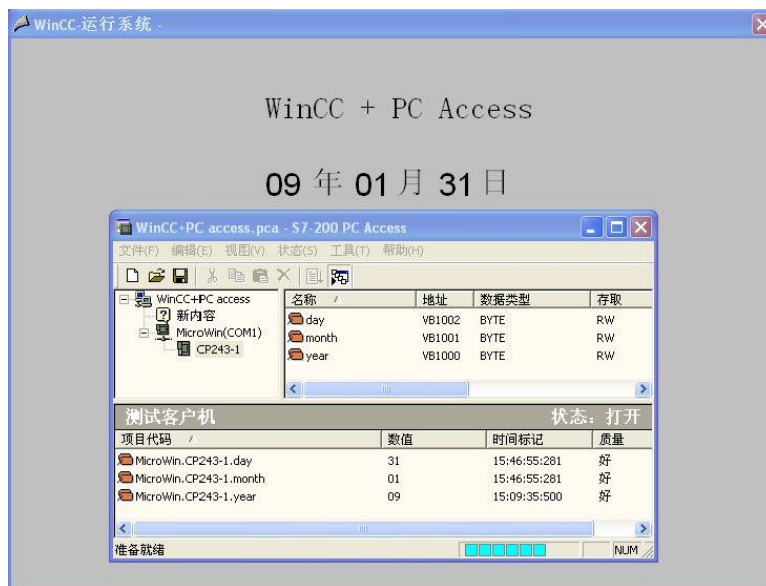 WinCC-运行系统 -
WinCC + PC Access
09 年 01 月 31 日
WinCC+PC access.pca - S7-200 PC Access
文件(F) 编辑(E) 视图(V) 状态(S) 工具(T) 帮助(H)
WinCC+PC access
新内容
MicroWin(COM1)
CP243-1
名称 地址 数据类型 存取
day VB1002 BYTE RW
month VB1001 BYTE RW
year VB1000 BYTE RW
测试客户机 状态：打开
项目代码 数值 时间标记 质量
MicroWin.CP243-1.day 31 15:46:55:281 好
MicroWin.CP243-1.month 01 15:46:55:281 好
MicroWin.CP243-1.year 09 15:09:35:500 好
准备就绪 NUM